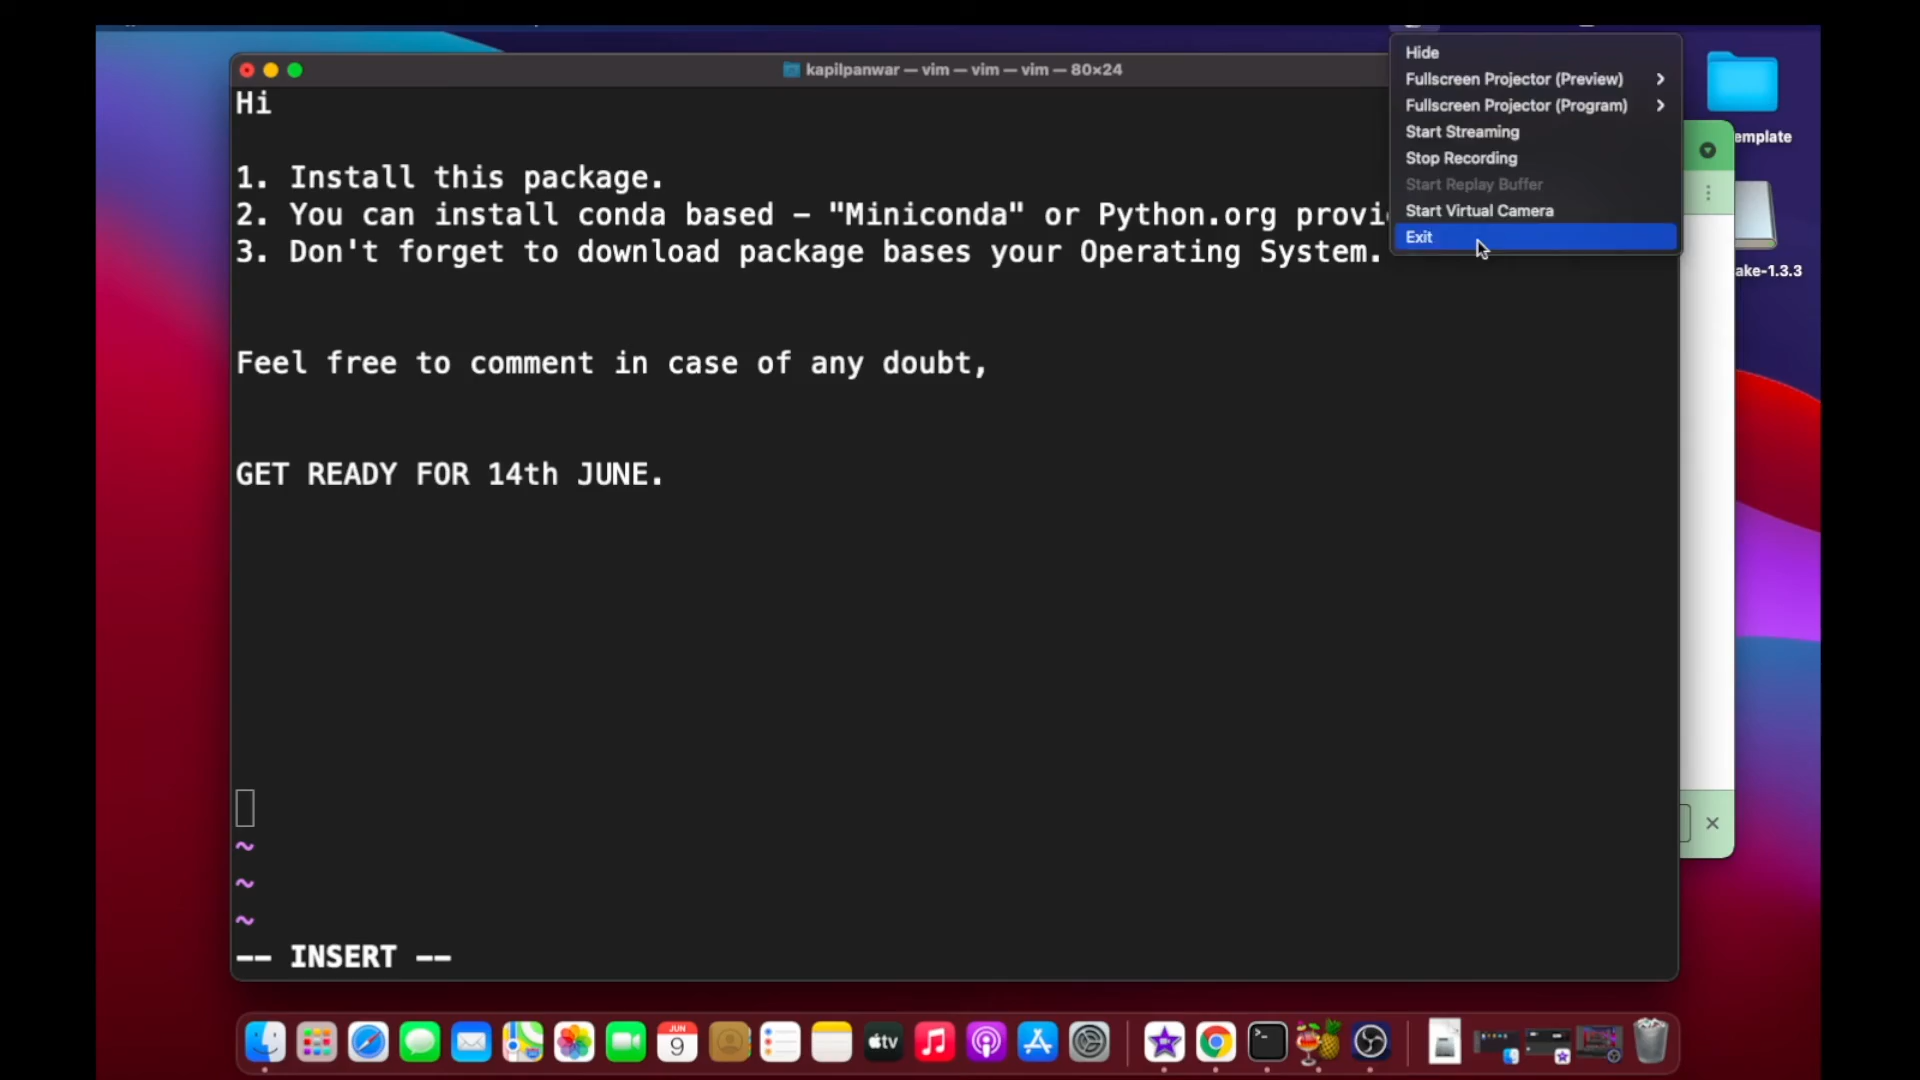 kapilpanwar — vim — vim — vim — 80×24
Hi
1. Install this package.
2. You can install conda based - "Miniconda" or Python.org provi
3. Don't forget to download package bases your Operating System.
Feel free to comment in case of any doubt,
GET READY FOR 14th JUNE.
~
~
~
-- INSERT --
Hide
Fullscreen Projector (Preview)
Fullscreen Projector (Program)
Start Streaming
Stop Recording
Start Replay Buffer
Start Virtual Camera
Exit
emplate
ake-1.3.3
JUN
9
tv